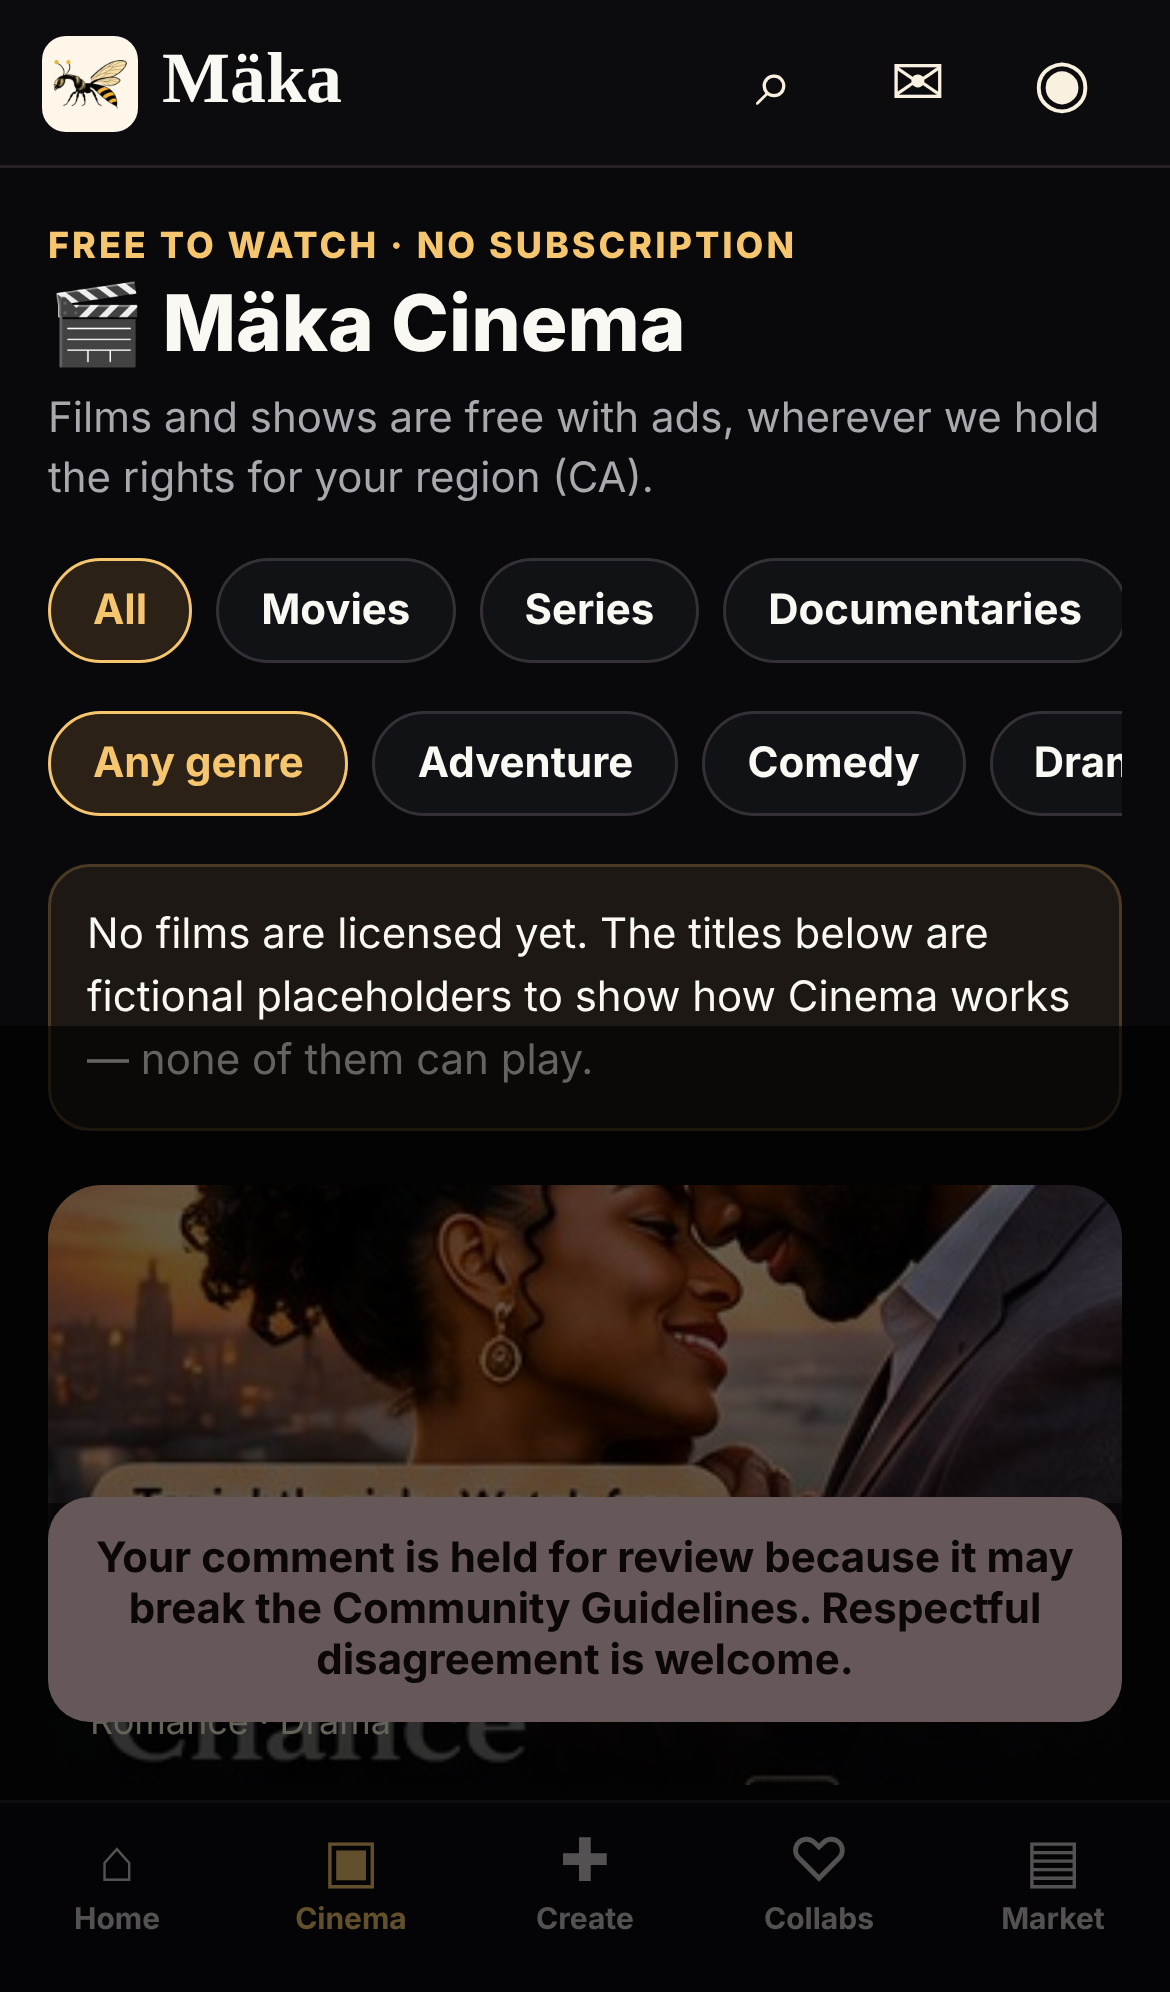 Mäka
FREE TO WATCH · NO SUBSCRIPTION
Mäka Cinema
Films and shows are free with ads, wherever we hold
the rights for your region (CA).
All
Movies
Series
Documentaries
Any genre
Adventure
Comedy
No films are licensed yet. The titles below are
fictional placeholders to show how Cinema works
— none of them can play.
Your comment is held for review because it may
break the Community Guidelines. Respectful
disagreement is welcome.
Romance · Drama
Chance
Home
Cinema
Create
Collabs
Market